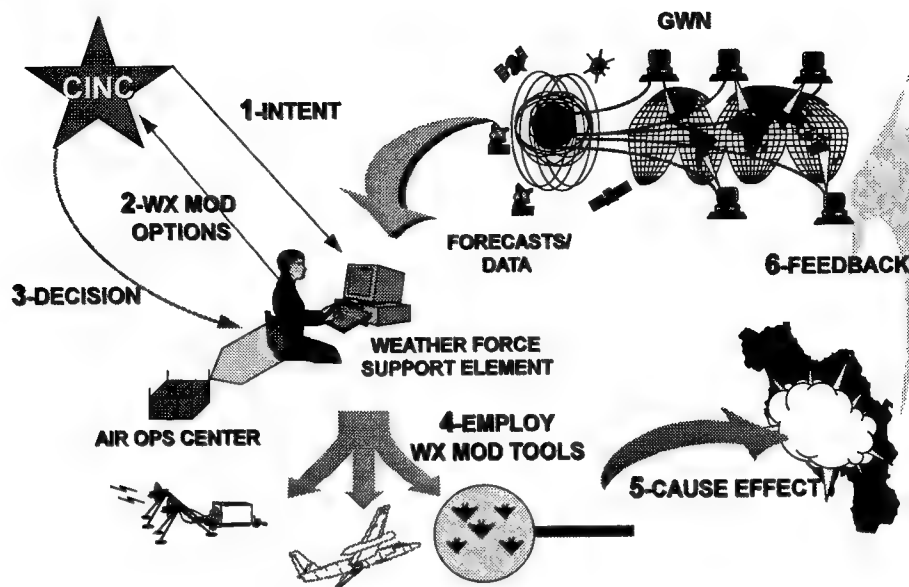 GWN
CINC
1-INTENT
2-WX MOD
OPTIONS
3-DECISION
FORECASTS/
DATA
6-FEEDBACK
WEATHER FORCE
SUPPORT ELEMENT
AIR OPS CENTER
4-EMPLOY
WX MOD TOOLS
5-CAUSE EFFECT